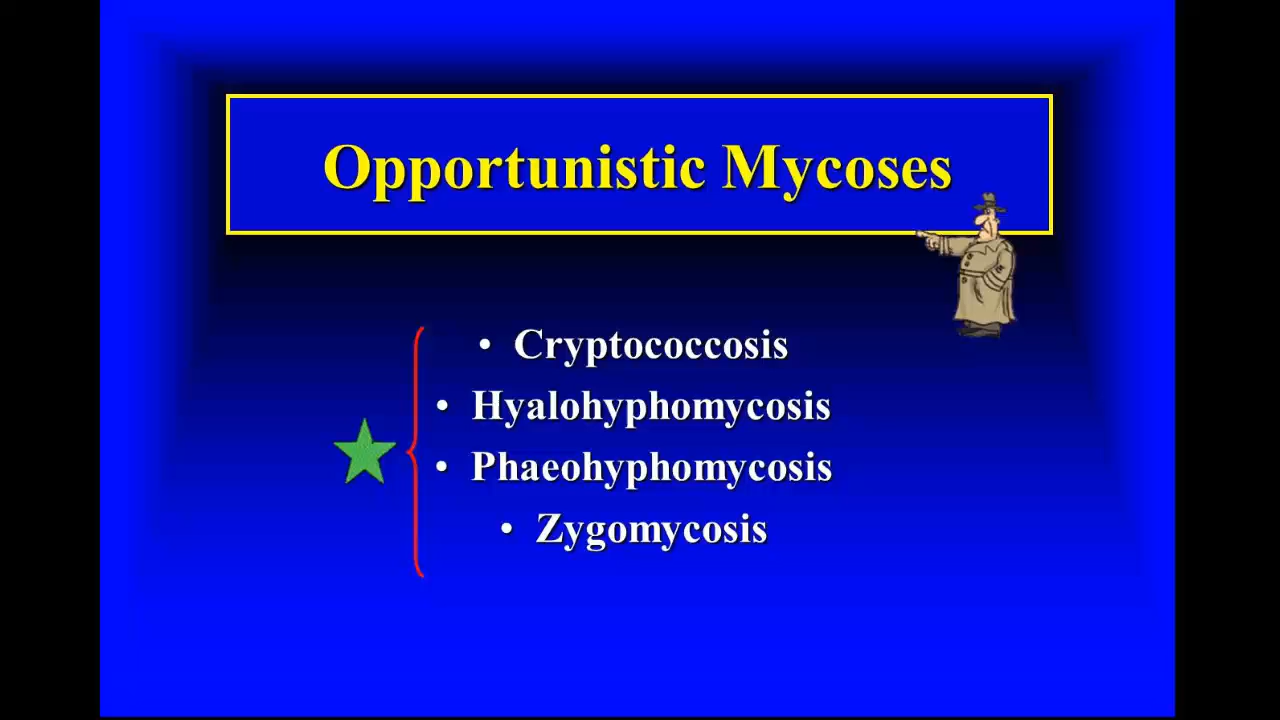 Opportunistic Mycoses
• Cryptococcosis
• Hyalohyphomycosis
• Phaeohyphomycosis
• Zygomycosis